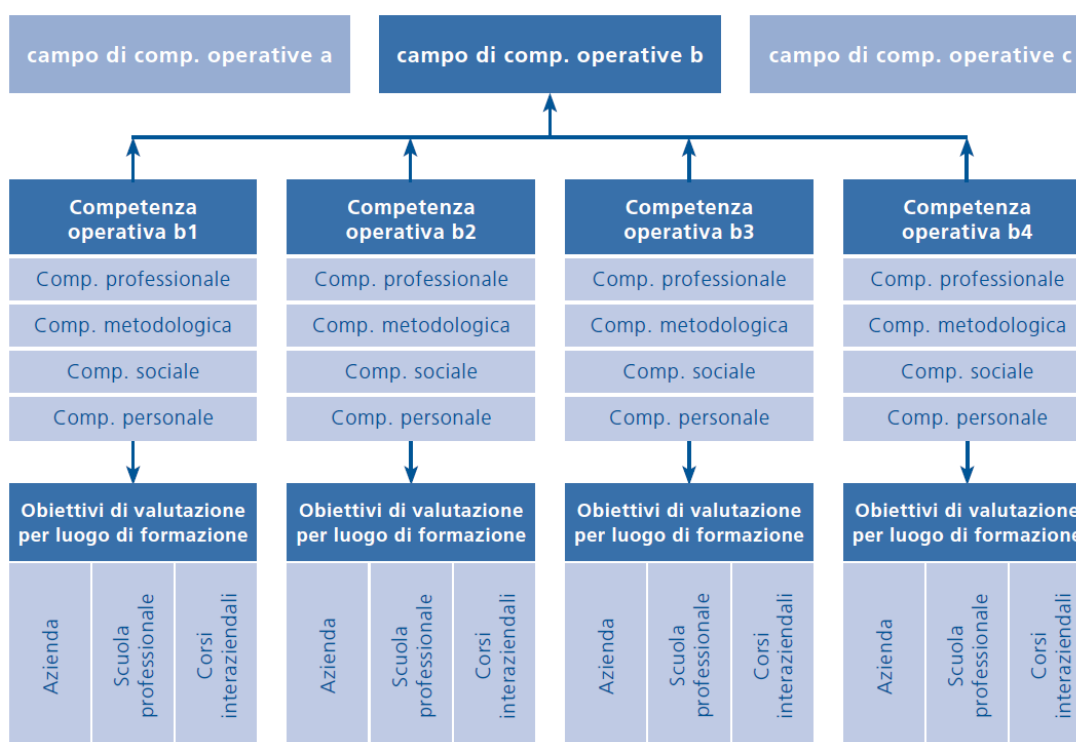 campo di comp. operative a
campo di comp. operative b
campo di comp. operative c
Competenza
operativa b1
Competenza
operativa b2
Competenza
operativa b3
Competenza
operativa b4
Comp. professionale
Comp. professionale
Comp. professionale
Comp. professionale
Comp. metodologica
Comp. metodologica
Comp. metodologica
Comp. metodologica
Comp. sociale
Comp. sociale
Comp. sociale
Comp. sociale
Comp. personale
Comp. personale
Comp. personale
Comp. personale
Obiettivi di valutazione
per luogo di formazione
Obiettivi di valutazione
per luogo di formazione
Obiettivi di valutazione
per luogo di formazione
Obiettivi di valutazione
per luogo di formazione
Azienda
Scuola
professionale
Corsi
interaziendali
Azienda
Scuola
professionale
Corsi
interaziendali
Azienda
Scuola
professionale
Corsi
interaziendali
Azienda
Scuola
professionale
Corsi
interaziendali